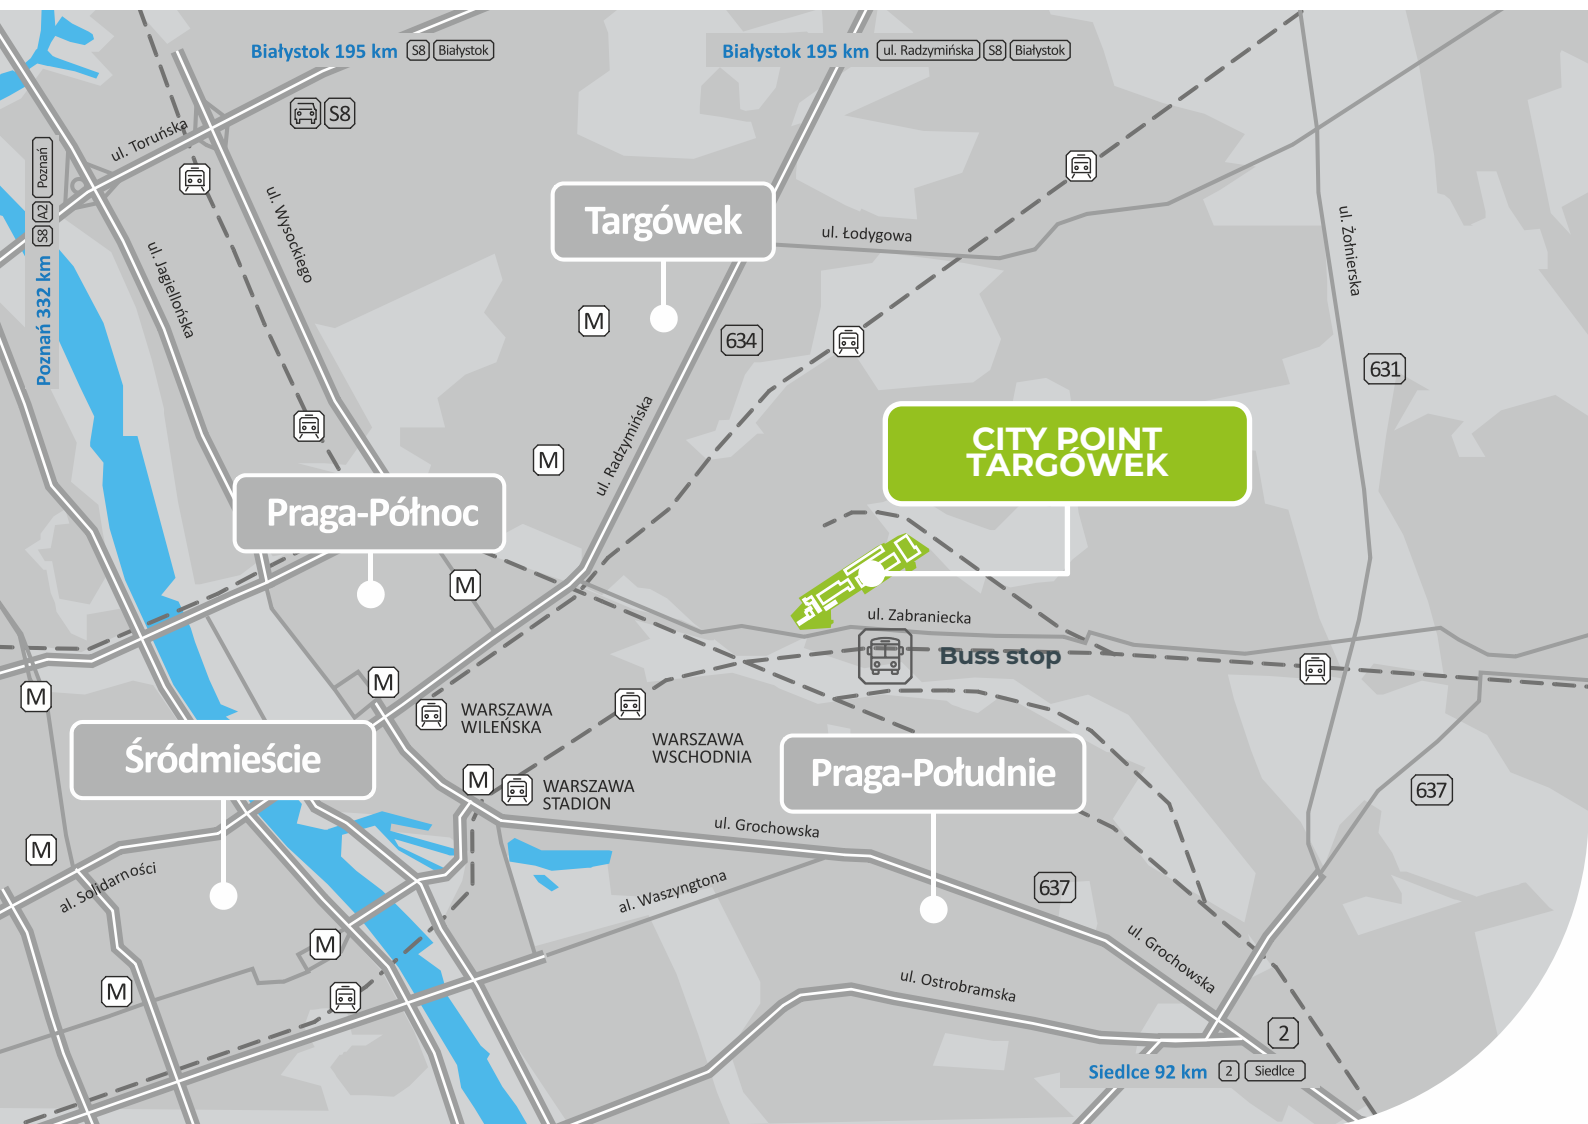 Białystok 195 km S8 Białystok
Białystok 195 km ul. Radzymińska S8 Białystok
S8
ul. Toruńska
Poznań 332 km S8 A2 Poznań
ul. Wysockiego
ul. Jagiellońska
Targówek
ul. Łodygowa
ul. Żołnierska
M
634
631
ul. Radzymińska
M
CITY POINT
TARGÓWEK
Praga-Północ
M
ul. Zabraniecka
Buss stop
M
M
WARSZAWA
WILEŃSKA
WARSZAWA
WSCHODNIA
Śródmieście
Praga-Południe
M
WARSZAWA
STADION
637
ul. Grochowska
M
al. Solidarności
al. Waszyngtona
637
M
ul. Grochowska
M
ul. Ostrobramska
2
Siedlce 92 km 2 Siedlce